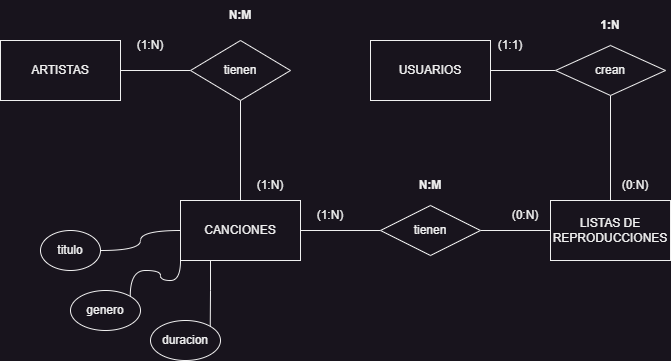 N:M
1:N
(1:N)
(1:1)
ARTISTAS
tienen
USUARIOS
crean
(1:N)
N:M
(0:N)
(1:N)
(0:N)
CANCIONES
tienen
LISTAS DE
REPRODUCCIONES
titulo
genero
duracion